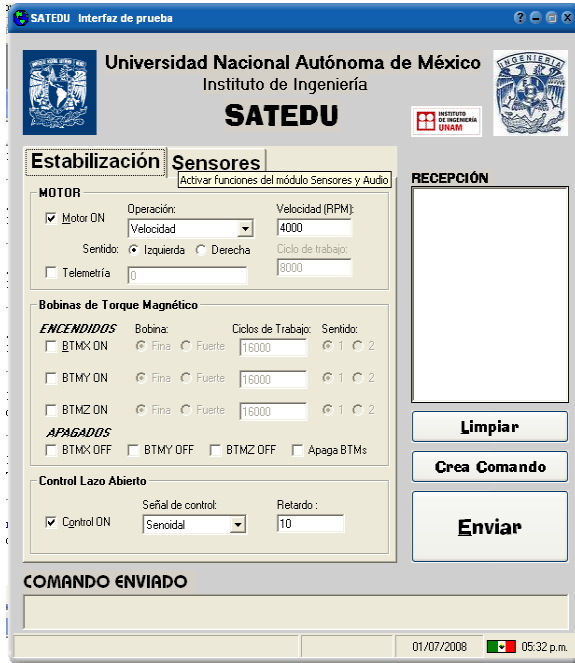 SATEDU Interfaz de prueba
Universidad Nacional Autónoma de México
Instituto de Ingeniería
SATEDU
INGENIERIA
INSTITUTO
DE INGENIERÍA
UNAM
Estabilización
Sensores
Activar funciones del módulo Sensores y Audio
RECEPCIÓN
MOTOR
Motor ON
Operación:
Velocidad
Velocidad (RPM):
4000
Sentido: Izquierda Derecha
Ciclo de trabajo:
8000
Telemetría
0
Bobinas de Torque Magnético
ENCENDIDOS Bobina: Ciclos de Trabajo: Sentido:
BTMX ON Fina Fuerte 16000 1 2
BTMY ON Fina Fuerte 16000 1 2
BTMZ ON Fina Fuerte 16000 1 2
APAGADOS
BTMX OFF BTMY OFF BTMZ OFF Apaga BTMs
Control Lazo Abierto
Control ON
Señal de control:
Senoidal
Retardo :
10
Limpiar
Crea Comando
Enviar
COMANDO ENVIADO
01/07/2008 05:32 p.m.